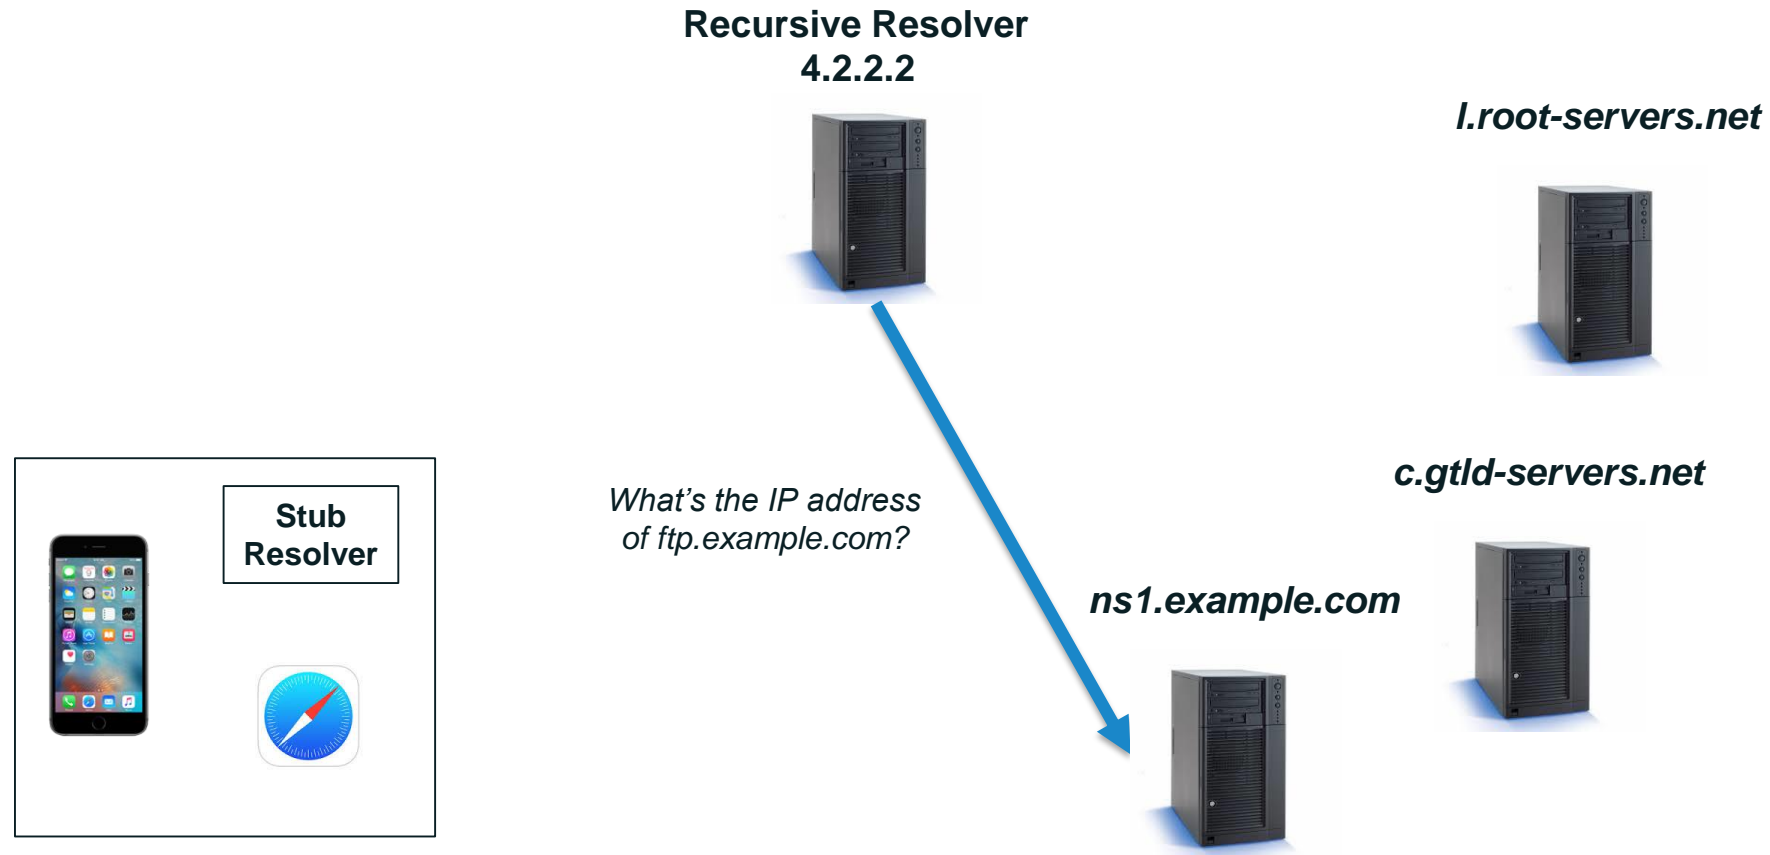 Recursive Resolver
4.2.2.2
l.root-servers.net
c.gtld-servers.net
Stub
Resolver
What’s the IP address
of ftp.example.com?
ns1.example.com